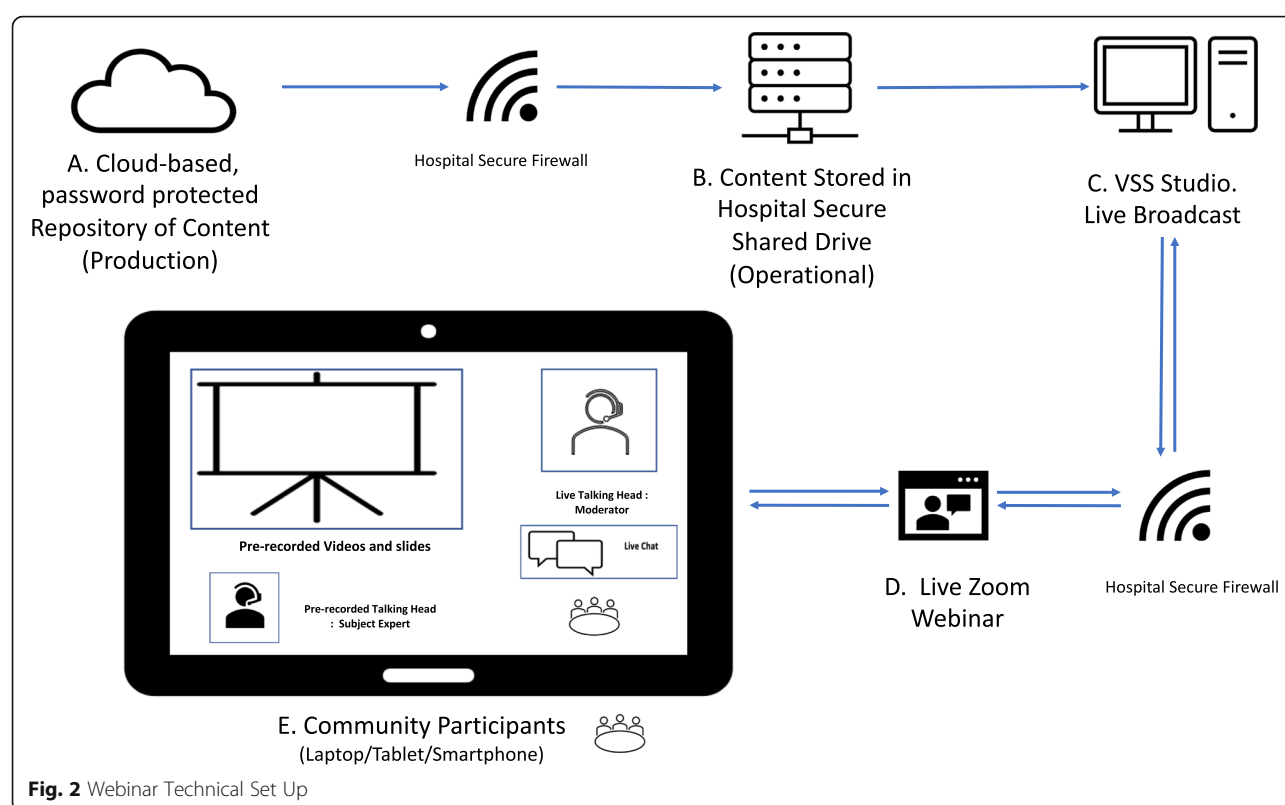 A. Cloud-based,
password protected
Repository of Content
(Production)
Hospital Secure Firewall
B. Content Stored in
Hospital Secure
Shared Drive
(Operational)
C. VSS Studio.
Live Broadcast
Pre-recorded Videos and slides
Live Talking Head :
Moderator
Live Chat
Pre-recorded Talking Head
: Subject Expert
D. Live Zoom
Webinar
Hospital Secure Firewall
E. Community Participants
(Laptop/Tablet/Smartphone)
Fig. 2 Webinar Technical Set Up